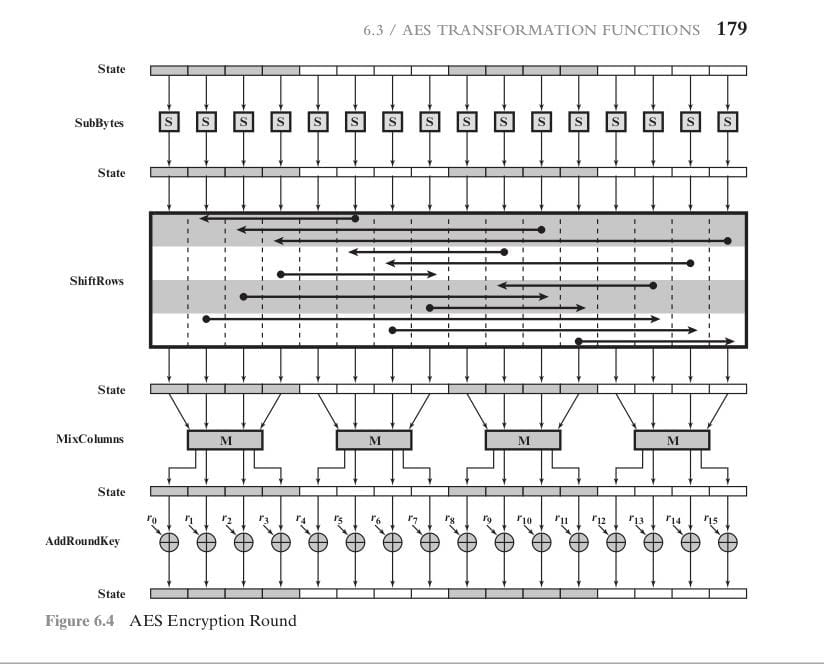 6.3 / AES TRANSFORMATION FUNCTIONS 179
State
SubBytes S S S S S S S S S S S S S S S S
State
ShiftRows
State
MixColumns M M M M
State
r0 r1 r2 r3 r4 r5 r6 r7 r8 r9 r10 r11 r12 r13 r14 r15
AddRoundKey
State
Figure 6.4 AES Encryption Round